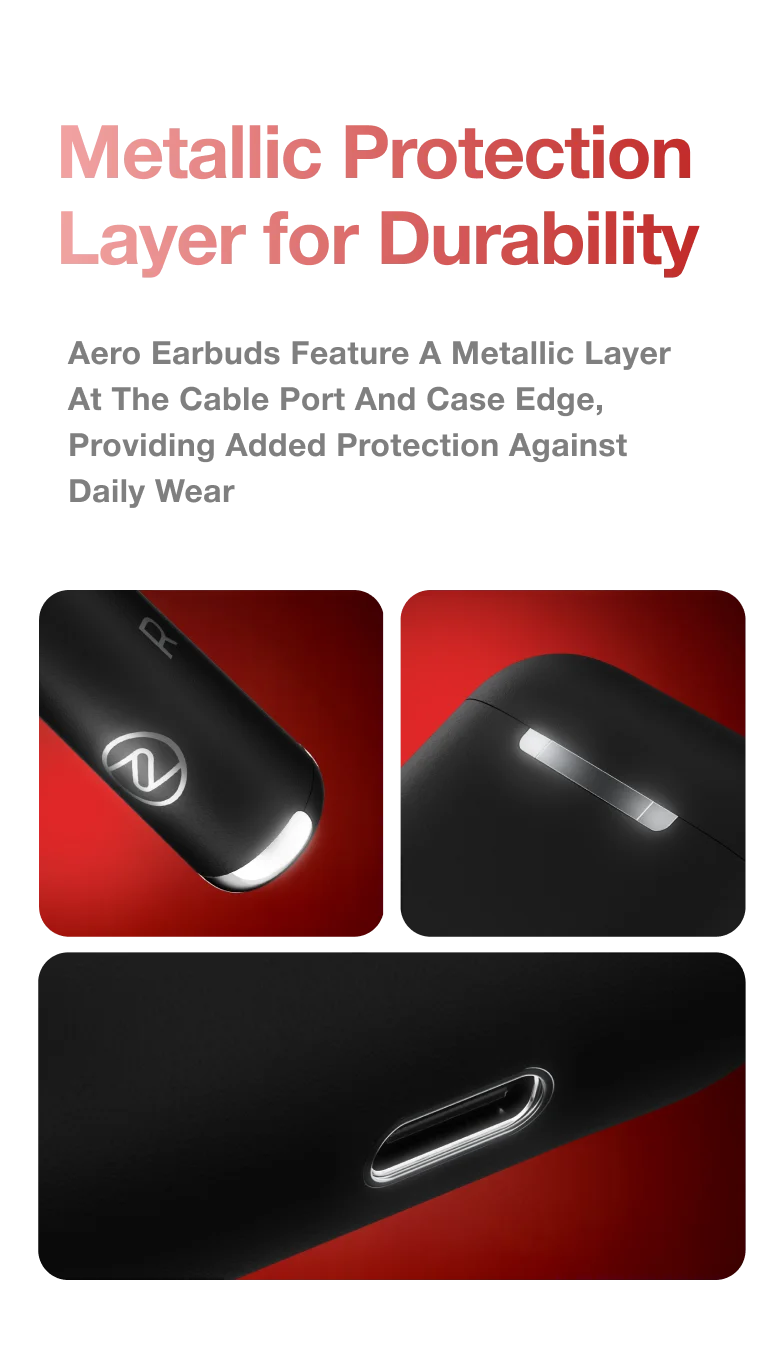 Metallic Protection
Layer for Durability
Aero Earbuds Feature A Metallic Layer
At The Cable Port And Case Edge,
Providing Added Protection Against
Daily Wear
R